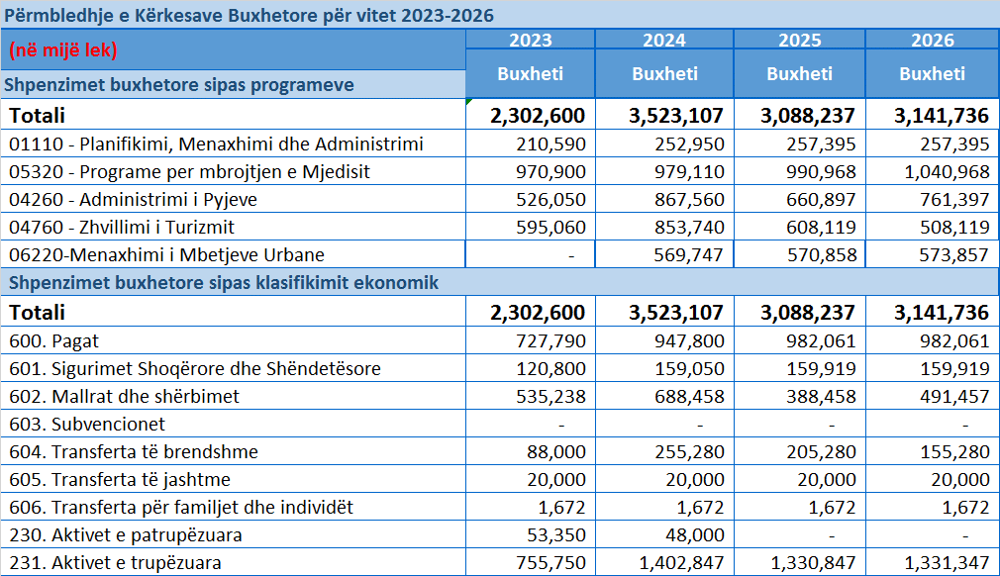 Përmbledhje e Kërkesave Buxhetore për vitet 2023-2026
(në mijë lek) 2023 2024 2025 2026
Shpenzimet buxhetore sipas programeve Buxheti Buxheti Buxheti Buxheti
Totali 2,302,600 3,523,107 3,088,237 3,141,736
01110 - Planifikimi, Menaxhimi dhe Administrimi 210,590 252,950 257,395 257,395
05320 - Programe per mbrojtjen e Mjedisit 970,900 979,110 990,968 1,040,968
04260 - Administrimi i Pyjeve 526,050 867,560 660,897 761,397
04760 - Zhvillimi i Turizmit 595,060 853,740 608,119 508,119
06220-Menaxhimi i Mbetjeve Urbane - 569,747 570,858 573,857
Shpenzimet buxhetore sipas klasifikimit ekonomik
Totali 2,302,600 3,523,107 3,088,237 3,141,736
600. Pagat 727,790 947,800 982,061 982,061
601. Sigurimet Shoqërore dhe Shëndetësore 120,800 159,050 159,919 159,919
602. Mallrat dhe shërbimet 535,238 688,458 388,458 491,457
603. Subvencionet - - - -
604. Transferta të brendshme 88,000 255,280 205,280 155,280
605. Transferta të jashtme 20,000 20,000 20,000 20,000
606. Transferta për familjet dhe individët 1,672 1,672 1,672 1,672
230. Aktivet e patrupëzuara 53,350 48,000 - -
231. Aktivet e trupëzuara 755,750 1,402,847 1,330,847 1,331,347